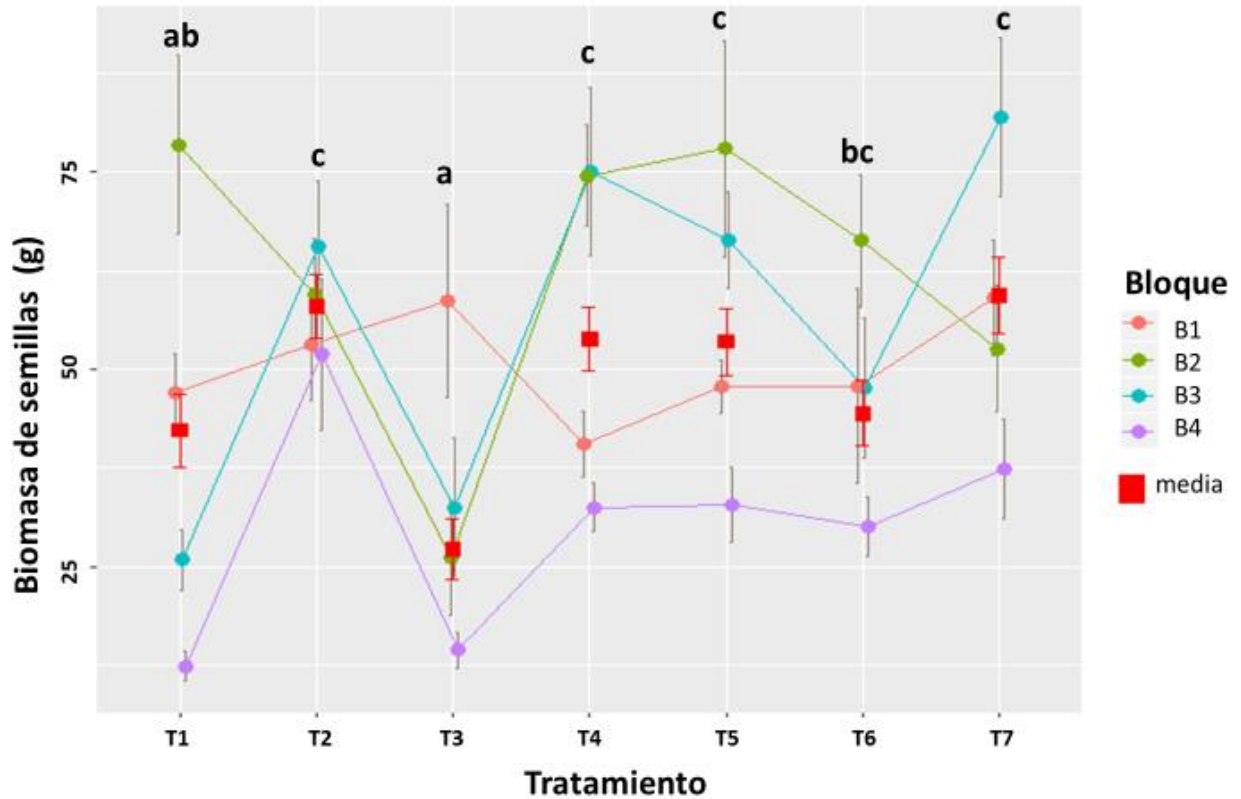 ab
c
a
c
c
bc
c
Biomasa de semillas (g)
75
50
25
T1 T2 T3 T4 T5 T6 T7
Tratamiento
Bloque
B1
B2
B3
B4
media